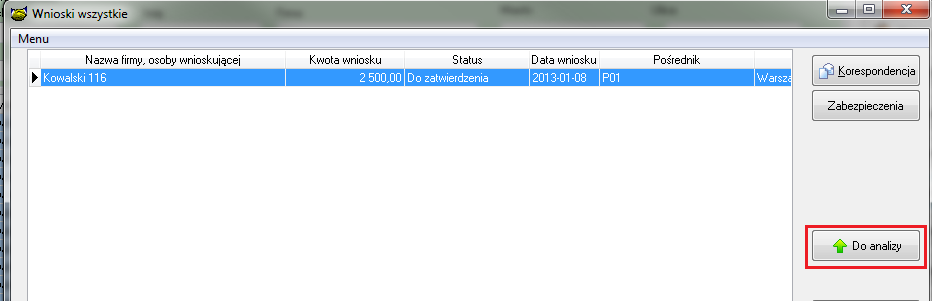 Wnioski wszystkie
Menu
Nazwa firmy, osoby wnioskującej Kwota wniosku Status Data wniosku Pośrednik
Kowalski 116 2 500,00 Do zatwierdzenia 2013-01-08 P01 Warsza
Korespondencja
Zabezpieczenia
Do analizy